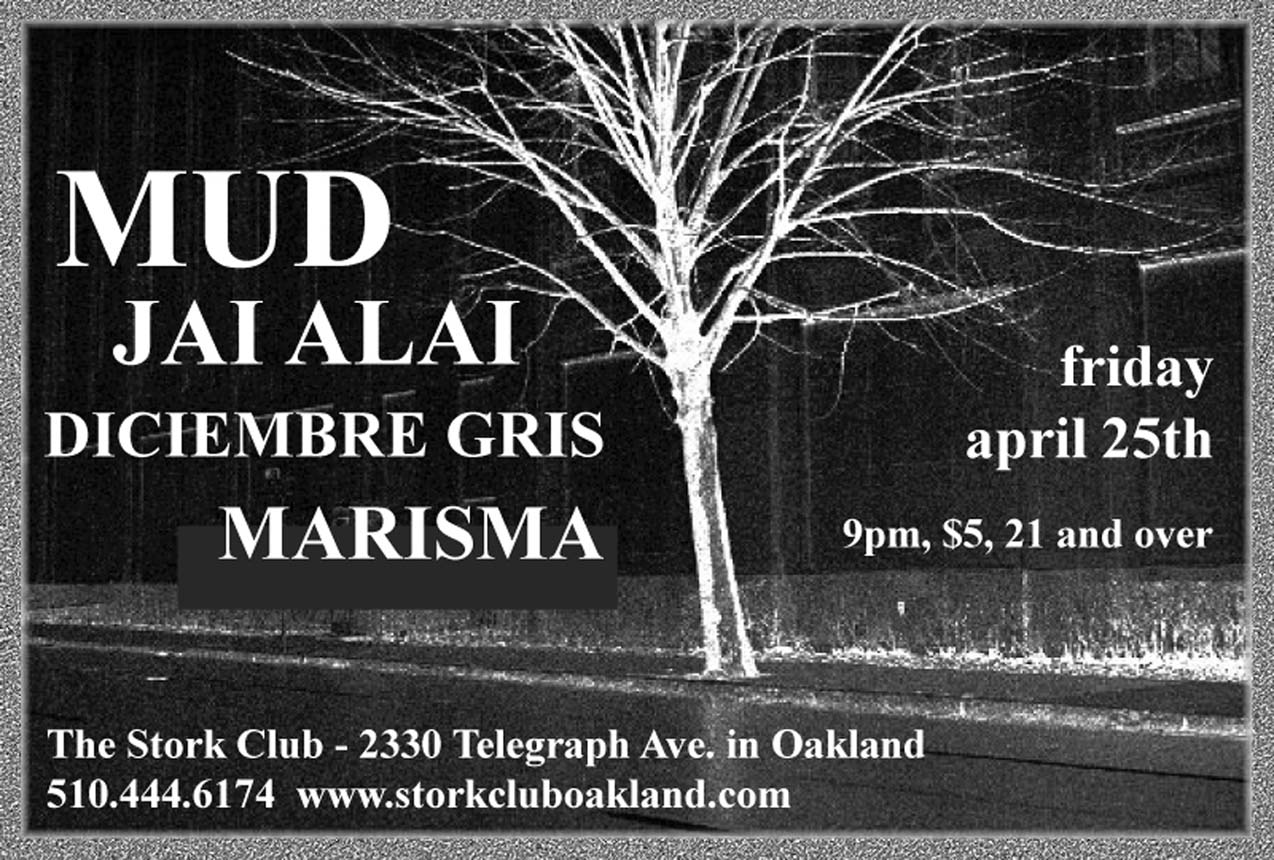 MUD
JAI ALAI
DICIEMBRE GRIS
MARISMA
friday
april 25th
9pm, $5, 21 and over
The Stork Club - 2330 Telegraph Ave. in Oakland
510.444.6174 www.storkcluboakland.com